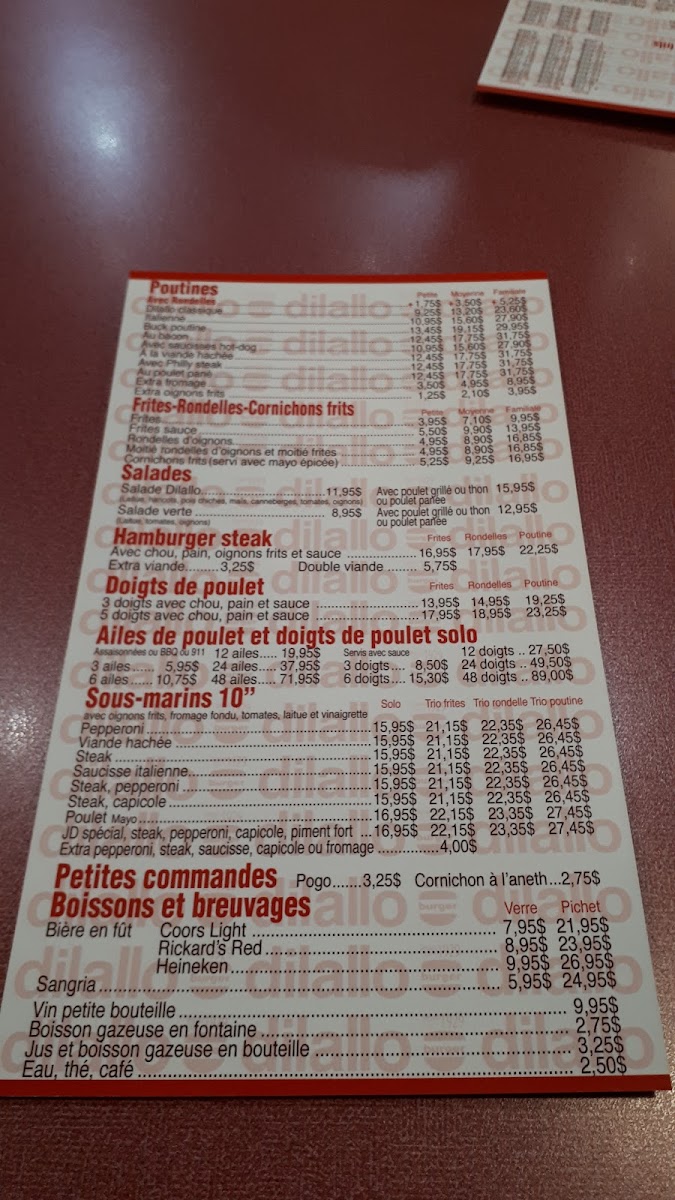 Poutines
Petite Moyenne Familiale
Avec Rondelles + 1,75$ + 3,50$ + 5,25$
Dilallo classique 9,25$ 13,20$ 23,60$
Italienne 10,95$ 15,60$ 27,90$
Buck poutine 13,45$ 19,15$ 29,95$
Au bacon 12,45$ 17,75$ 31,75$
Avec saucisses hot-dog 10,95$ 15,60$ 27,90$
À la viande hachée 12,45$ 17,75$ 31,75$
Avec Philly steak 12,45$ 17,75$ 31,75$
Au poulet pané 12,45$ 17,75$ 31,75$
Extra fromage 3,50$ 4,95$ 8,95$
Extra oignons frits 1,25$ 2,10$ 3,95$
Frites-Rondelles-Cornichons frits
Petite Moyenne Familiale
Frites 3,95$ 7,10$ 9,95$
Frites sauce 5,50$ 9,90$ 13,95$
Rondelles d'oignons 4,95$ 8,90$ 16,85$
Moitié rondelles d'oignons et moitié frites 4,95$ 8,90$ 16,85$
Cornichons frits (servi avec mayo épicée) 5,25$ 9,25$ 16,95$
Salades
Salade Dilallo 11,95$ Avec poulet grillé ou thon 15,95$
(Laitue, haricots, pois chiches, maïs, canneberges, tomates, oignons) ou poulet panée
Salade verte 8,95$ Avec poulet grillé ou thon 12,95$
(Laitue, tomates, oignons) ou poulet panée
Hamburger steak Frites Rondelles Poutine
Avec chou, pain, oignons frits et sauce 16,95$ 17,95$ 22,25$
Extra viande 3,25$ Double viande 5,75$
Doigts de poulet Frites Rondelles Poutine
3 doigts avec chou, pain et sauce 13,95$ 14,95$ 19,25$
5 doigts avec chou, pain et sauce 17,95$ 18,95$ 23,25$
Ailes de poulet et doigts de poulet solo
Assaisonnées ou BBQ ou 911 12 ailes 19,95$ Servis avec sauce 12 doigts 27,50$
3 ailes 5,95$ 24 ailes 37,95$ 3 doigts 8,50$ 24 doigts 49,50$
6 ailes 10,75$ 48 ailes 71,95$ 6 doigts 15,30$ 48 doigts 89,00$
Sous-marins 10" Solo Trio frites Trio rondelle Trio poutine
avec oignons frits, fromage fondu, tomates, laitue et vinaigrette
Pepperoni 15,95$ 21,15$ 22,35$ 26,45$
Viande hachée 15,95$ 21,15$ 22,35$ 26,45$
Steak 15,95$ 21,15$ 22,35$ 26,45$
Saucisse italienne 15,95$ 21,15$ 22,35$ 26,45$
Steak, pepperoni 15,95$ 21,15$ 22,35$ 26,45$
Steak, capicole 15,95$ 21,15$ 22,35$ 26,45$
Poulet Mayo 16,95$ 22,15$ 23,35$ 27,45$
JD spécial, steak, pepperoni, capicole, piment fort 16,95$ 22,15$ 23,35$ 27,45$
Extra pepperoni, steak, saucisse, capicole ou fromage 4,00$
Petites commandes Pogo 3,25$ Cornichon à l'aneth 2,75$
Boissons et breuvages Verre Pichet
Bière en fût Coors Light 7,95$ 21,95$
Rickard's Red 8,95$ 23,95$
Heineken 9,95$ 26,95$
Sangria 5,95$ 24,95$
Vin petite bouteille 9,95$
Boisson gazeuse en fontaine 2,75$
Jus et boisson gazeuse en bouteille 3,25$
Eau, thé, café 2,50$